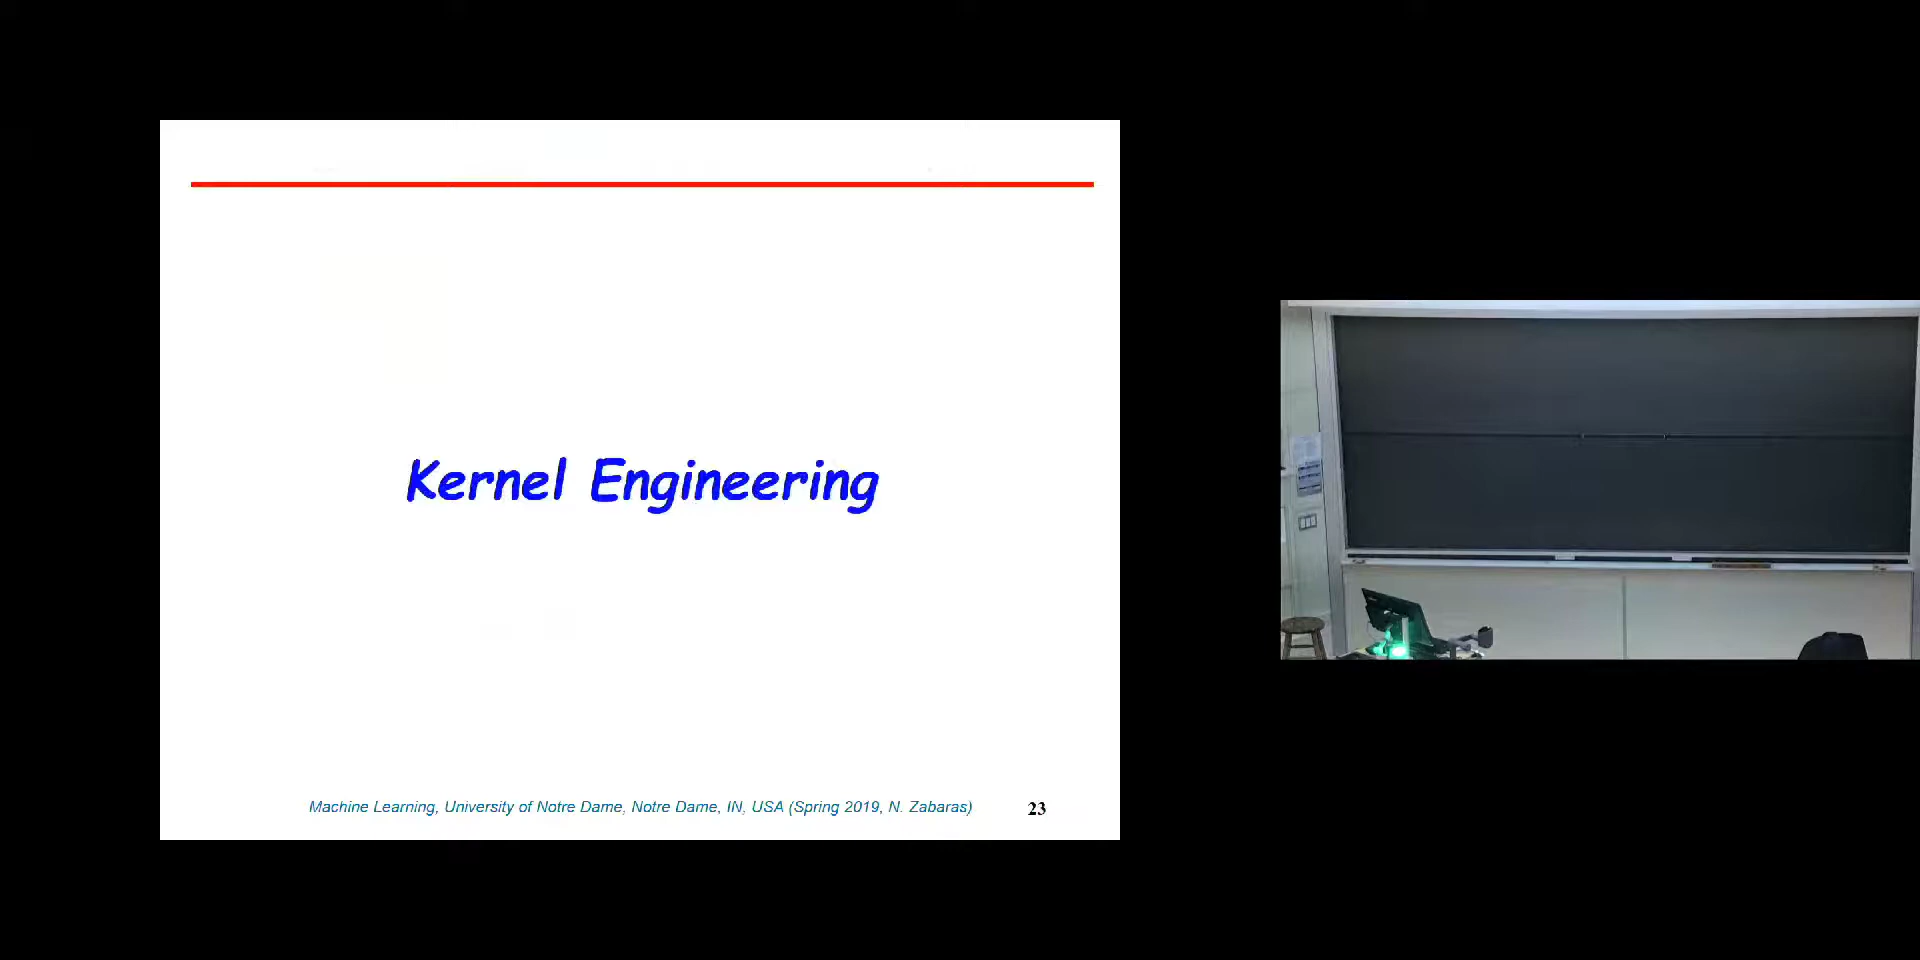 Kernel Engineering
Machine Learning, University of Notre Dame, Notre Dame, IN, USA (Spring 2019, N. Zabaras)
23